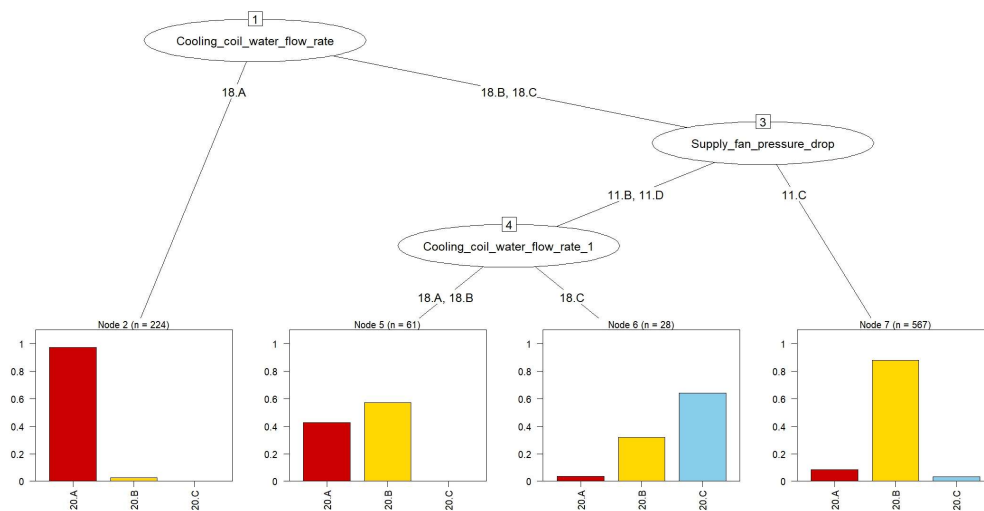 1
Cooling_coil_water_flow_rate
18.A
18.B, 18.C
3
Supply_fan_pressure_drop
11.B, 11.D
11.C
4
Cooling_coil_water_flow_rate_1
18.A, 18.B
18.C
Node 2 (n = 224)
1
0.8
0.6
0.4
0.2
0
20.A
20.B
20.C
Node 5 (n = 61)
1
0.8
0.6
0.4
0.2
0
20.A
20.B
20.C
Node 6 (n = 28)
1
0.8
0.6
0.4
0.2
0
20.A
20.B
20.C
Node 7 (n = 567)
1
0.8
0.6
0.4
0.2
0
20.A
20.B
20.C